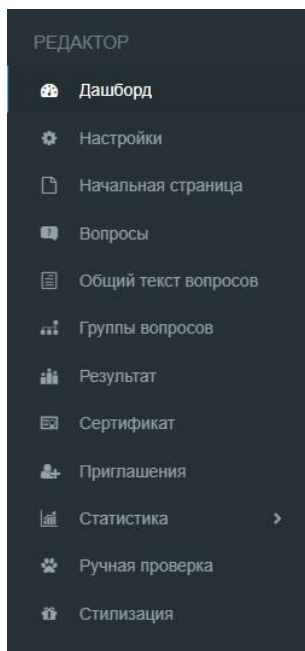 РЕДАКТОР
Дашборд
Настройки
Начальная страница
Вопросы
Общий текст вопросов
Группы вопросов
Результат
Сертификат
Приглашения
Статистика
Ручная проверка
Стилизация